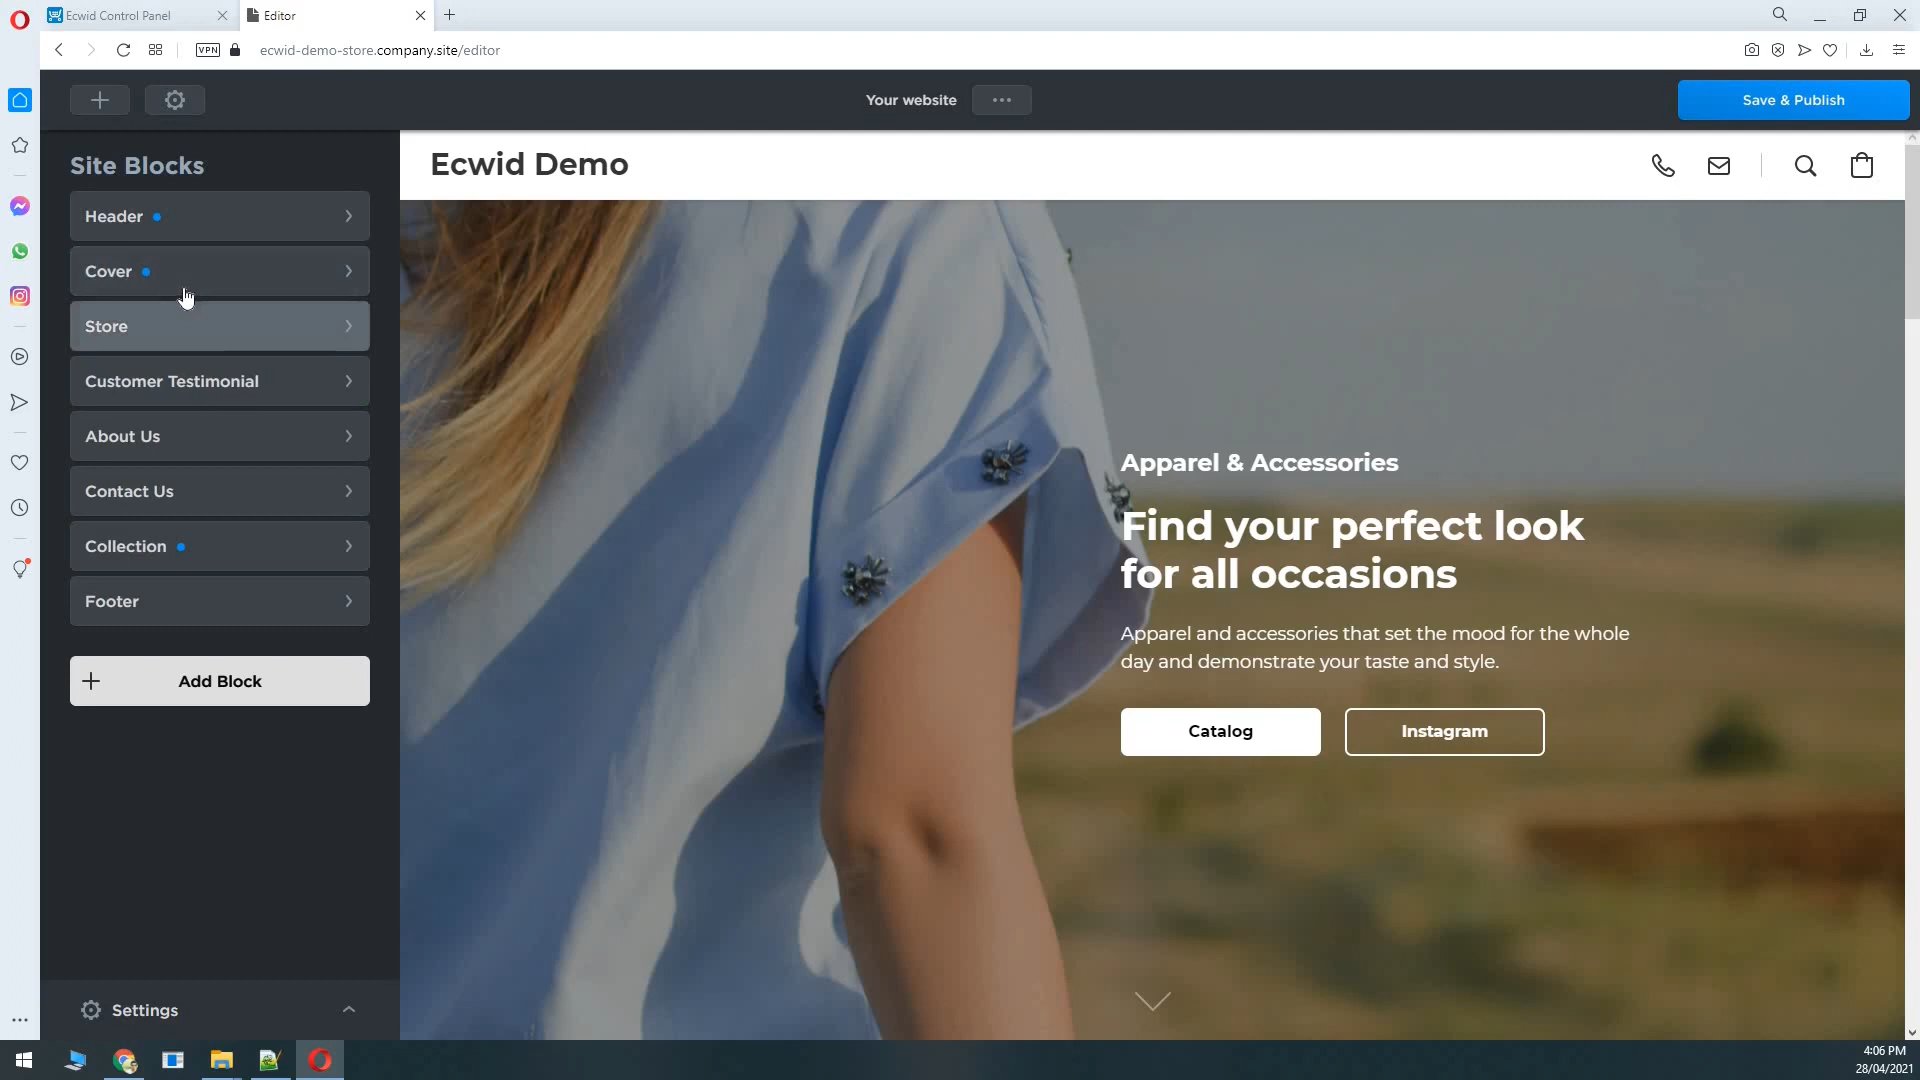 Ecwid Control Panel
Editor
VPN
ecwid-demo-store.company.site/editor
Your website
Save & Publish
Site Blocks
Header
Cover
Store
Customer Testimonial
About Us
Contact Us
Collection
Footer
Add Block
Settings
Ecwid Demo
Apparel & Accessories
Find your perfect look
for all occasions
Apparel and accessories that set the mood for the whole
day and demonstrate your taste and style.
Catalog
Instagram
4:06 PM
28/04/2021